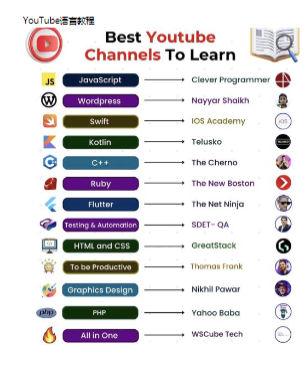 YouTube语言教程
Best Youtube
Channels To Learn
JS JavaScript Clever Programmer
Wordpress Nayyar Shaikh
Swift IOS Academy iOS
Kotlin Telusko
C++ The Cherno
Ruby The New Boston
Flutter The Net Ninja
Testing & Automation SDET- QA
HTML and CSS GreatStack
To be Productive Thomas Frank
Graphics Design Nikhil Pawar
php PHP Yahoo Baba
All in One WSCube Tech